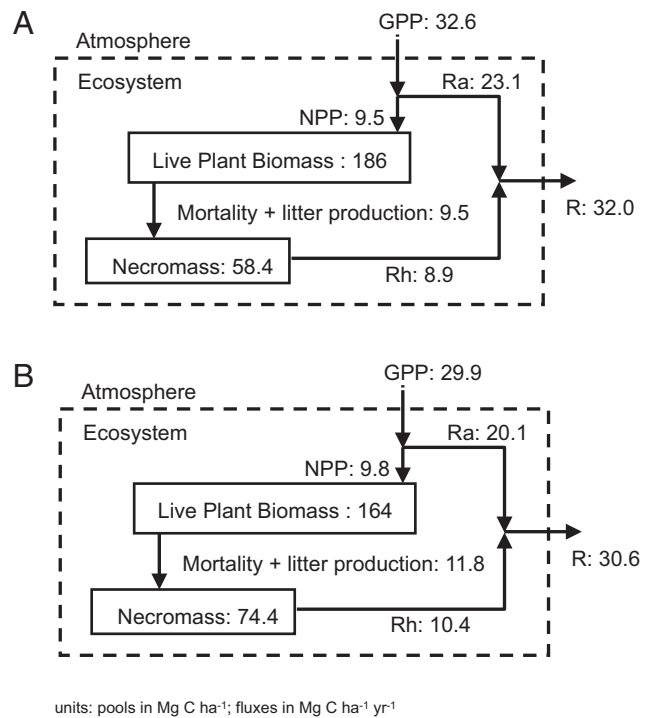 A
GPP: 32.6
Atmosphere
Ecosystem
Ra: 23.1
NPP: 9.5
Live Plant Biomass : 186
Mortality + litter production: 9.5
R: 32.0
Necromass: 58.4
Rh: 8.9
B
GPP: 29.9
Atmosphere
Ecosystem
Ra: 20.1
NPP: 9.8
Live Plant Biomass : 164
Mortality + litter production: 11.8
R: 30.6
Necromass: 74.4
Rh: 10.4
units: pools in Mg C ha⁻¹; fluxes in Mg C ha⁻¹ yr⁻¹